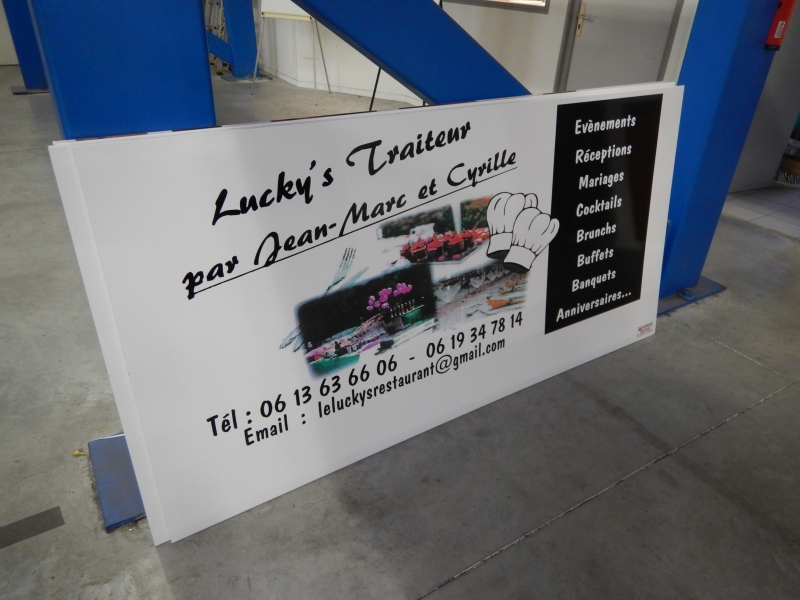 Lucky's Traiteur
par Jean-Marc et Cyrille
Tél : 06 13 63 66 06 - 06 19 34 78 14
Email : leluckysrestaurant@gmail.com
Evènements
Réceptions
Mariages
Cocktails
Brunchs
Buffets
Banquets
Anniversaires...